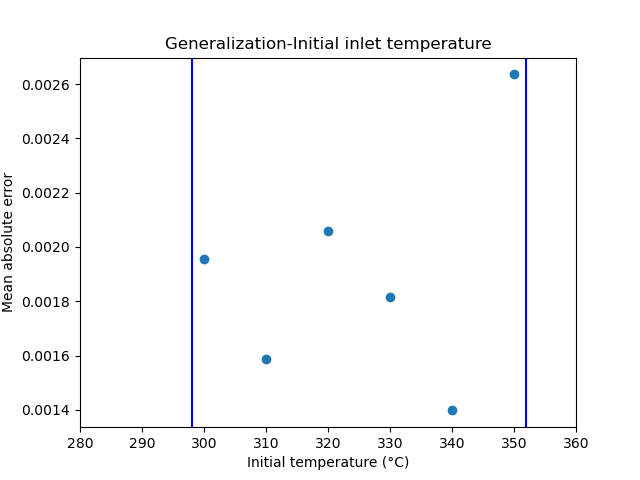 Generalization-Initial inlet temperature
Mean absolute error
0.0026
0.0024
0.0022
0.0020
0.0018
0.0016
0.0014
280 290 300 310 320 330 340 350 360
Initial temperature (°C)